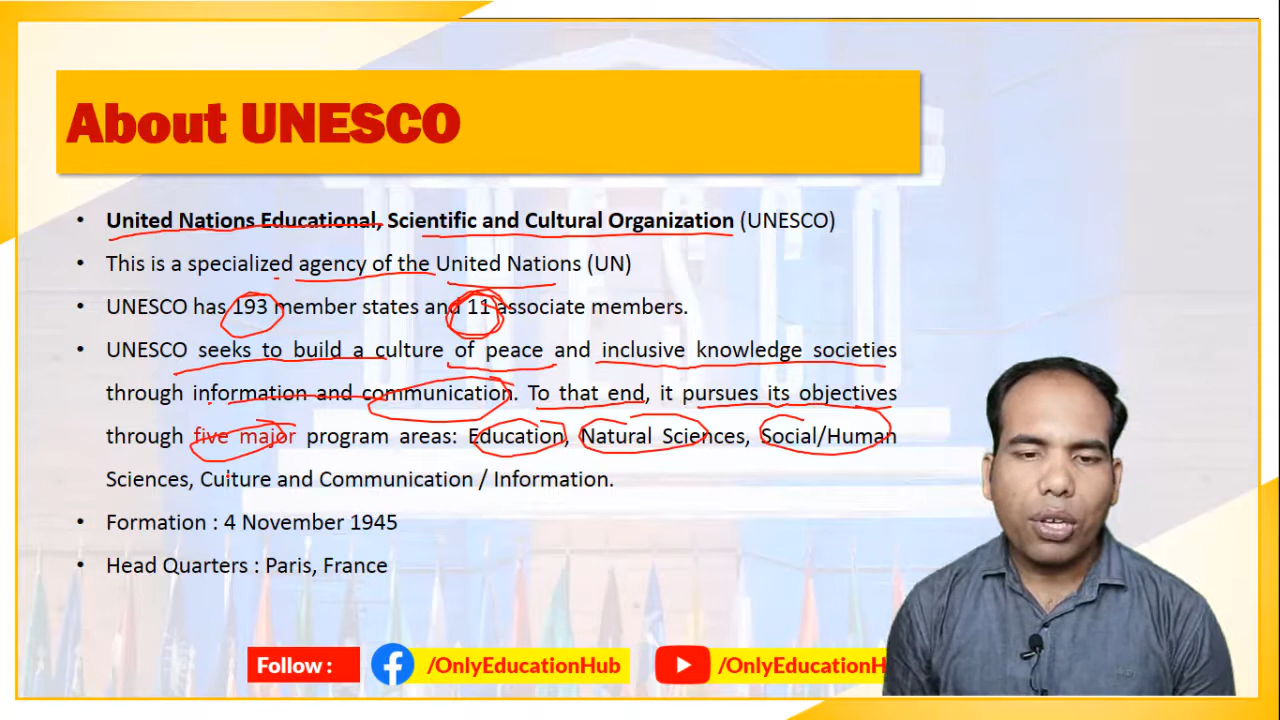 About UNESCO
• United Nations Educational, Scientific and Cultural Organization (UNESCO)
• This is a specialized agency of the United Nations (UN)
• UNESCO has 193 member states and 11 associate members.
• UNESCO seeks to build a culture of peace and inclusive knowledge societies
through information and communication. To that end, it pursues its objectives
through five major program areas: Education, Natural Sciences, Social/Human
Sciences, Culture and Communication / Information.
• Formation : 4 November 1945
• Head Quarters : Paris, France
Follow : /OnlyEducationHub /OnlyEducationH